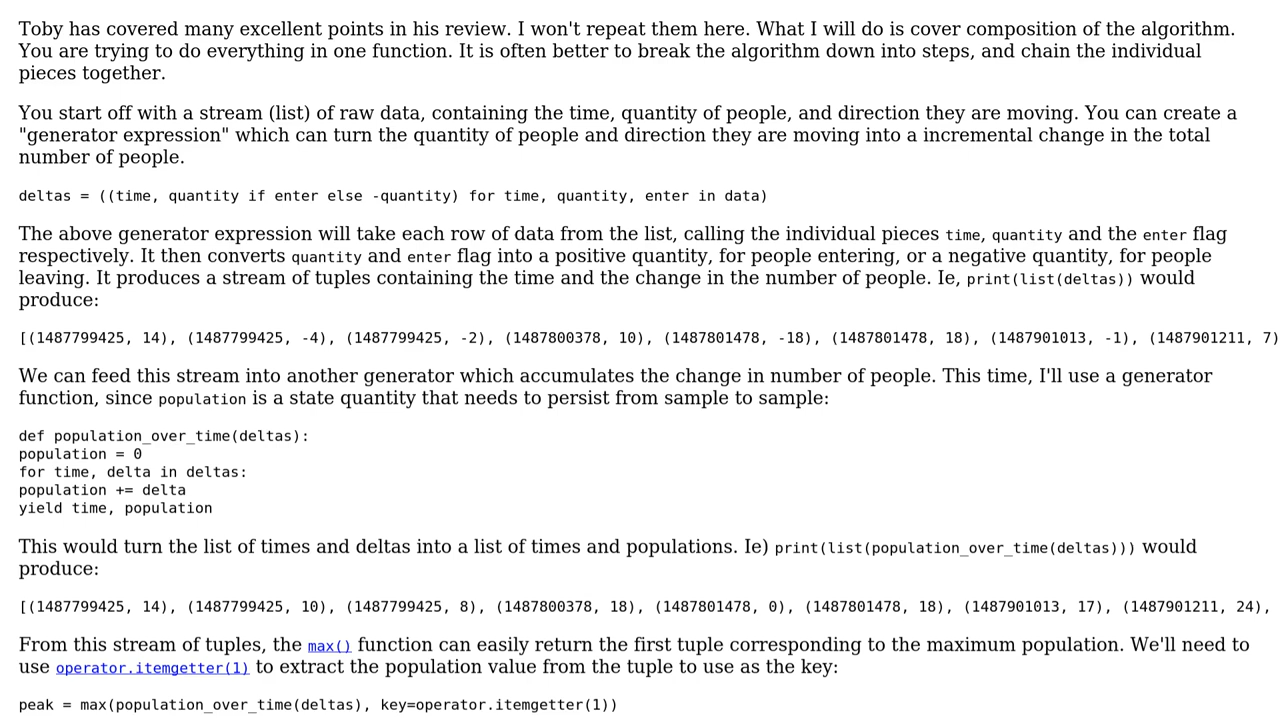 Toby has covered many excellent points in his review. I won't repeat them here. What I will do is cover composition of the algorithm.
You are trying to do everything in one function. It is often better to break the algorithm down into steps, and chain the individual
pieces together.
You start off with a stream (list) of raw data, containing the time, quantity of people, and direction they are moving. You can create a
"generator expression" which can turn the quantity of people and direction they are moving into a incremental change in the total
number of people.
deltas = ((time, quantity if enter else -quantity) for time, quantity, enter in data)
The above generator expression will take each row of data from the list, calling the individual pieces time, quantity and the enter flag
respectively. It then converts quantity and enter flag into a positive quantity, for people entering, or a negative quantity, for people
leaving. It produces a stream of tuples containing the time and the change in the number of people. Ie, print(list(deltas)) would
produce:
[(1487799425, 14), (1487799425, -4), (1487799425, -2), (1487800378, 10), (1487801478, -18), (1487801478, 18), (1487901013, -1), (1487901211, 7)
We can feed this stream into another generator which accumulates the change in number of people. This time, I'll use a generator
function, since population is a state quantity that needs to persist from sample to sample:
def population_over_time(deltas):
population = 0
for time, delta in deltas:
population += delta
yield time, population
This would turn the list of times and deltas into a list of times and populations. Ie) print(list(population_over_time(deltas))) would
produce:
[(1487799425, 14), (1487799425, 10), (1487799425, 8), (1487800378, 18), (1487801478, 0), (1487801478, 18), (1487901013, 17), (1487901211, 24),
From this stream of tuples, the max() function can easily return the first tuple corresponding to the maximum population. We'll need to
use operator.itemgetter(1) to extract the population value from the tuple to use as the key:
peak = max(population_over_time(deltas), key=operator.itemgetter(1))